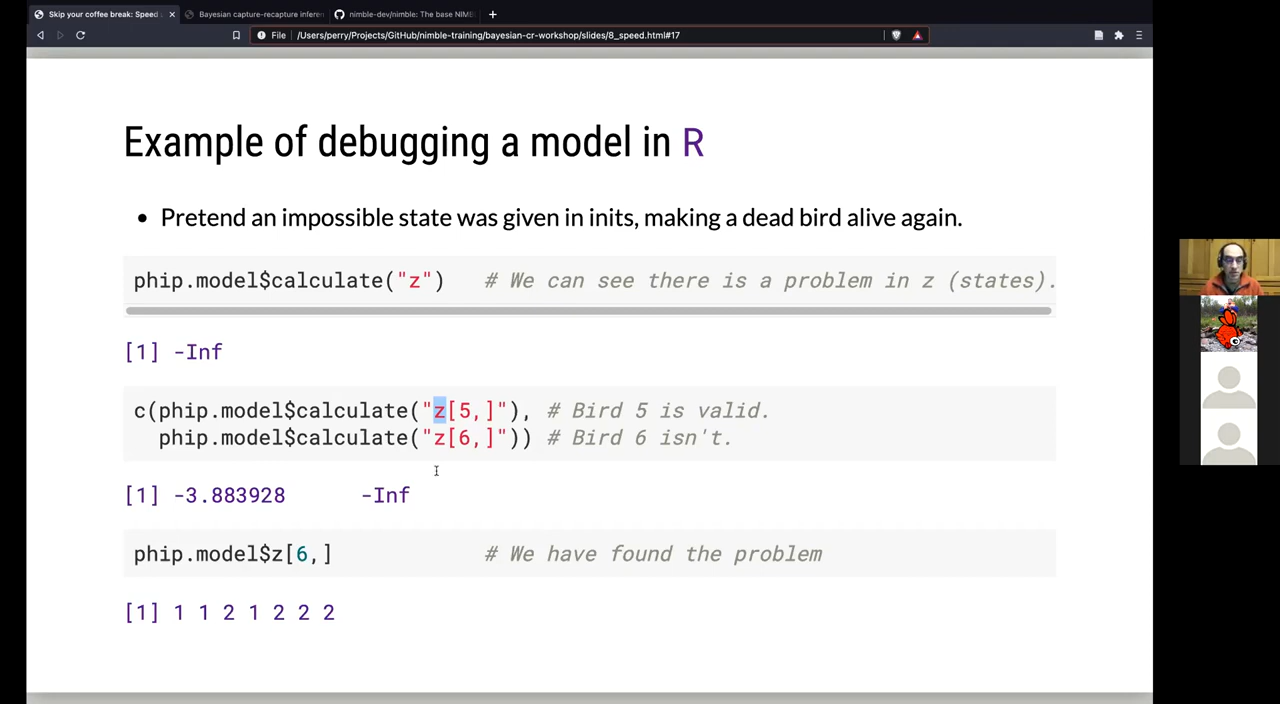 Skip your coffee break: Speed
Bayesian capture-recapture inferen
nimble-dev/nimble: The base NIMB
File | /Users/perry/Projects/GitHub/nimble-training/bayesian-cr-workshop/slides/8_speed.html#17
Example of debugging a model in R
• Pretend an impossible state was given in inits, making a dead bird alive again.
phip.model$calculate("z") # We can see there is a problem in z (states).
[1] -Inf
c(phip.model$calculate("z[5,]"), # Bird 5 is valid.
phip.model$calculate("z[6,]")) # Bird 6 isn't.
[1] -3.883928 -Inf
phip.model$z[6,] # We have found the problem
[1] 1 1 2 1 2 2 2